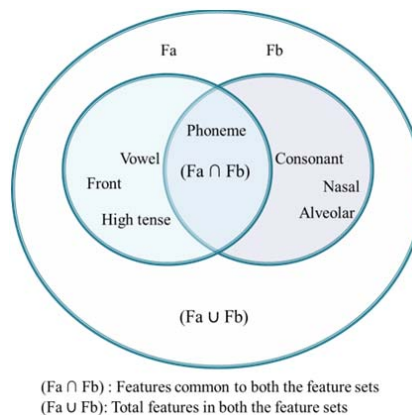 Fa Fb
Phoneme
Vowel Consonant
(Fa ∩ Fb)
Front Nasal
High tense Alveolar
(Fa ∪ Fb)
(Fa ∩ Fb) : Features common to both the feature sets
(Fa ∪ Fb): Total features in both the feature sets